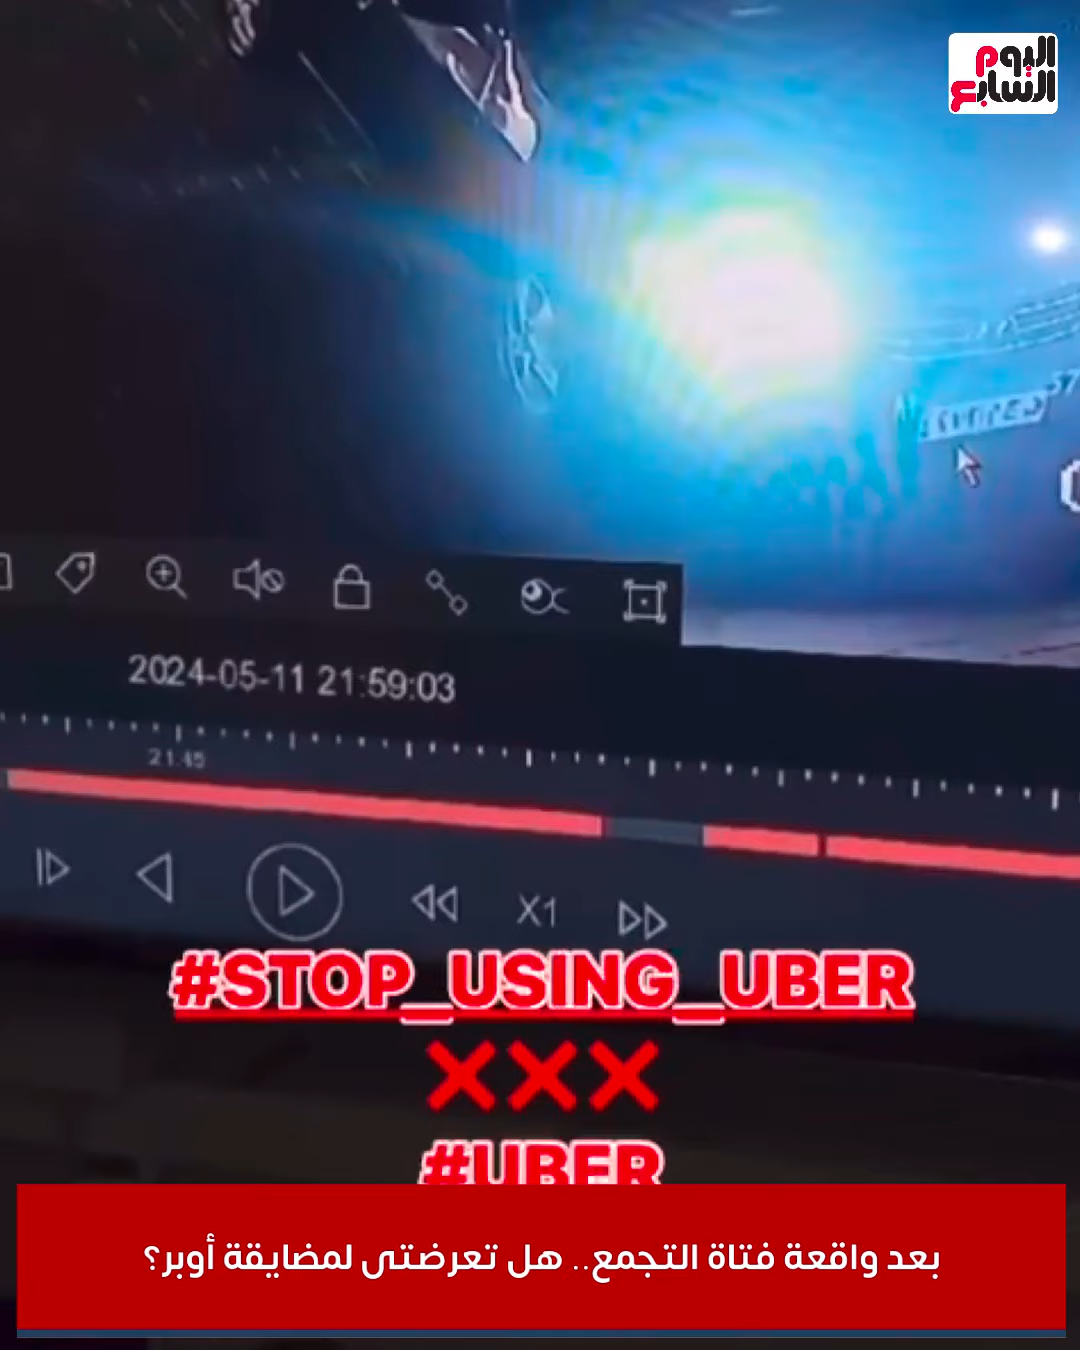 اليوم
السابع
2024-05-11 21:59:03
21:45
X1
#STOP_USING_UBER
❌❌❌
#UBER
بعد واقعة فتاة التجمع.. هل تعرضتى لمضايقة أوبر؟